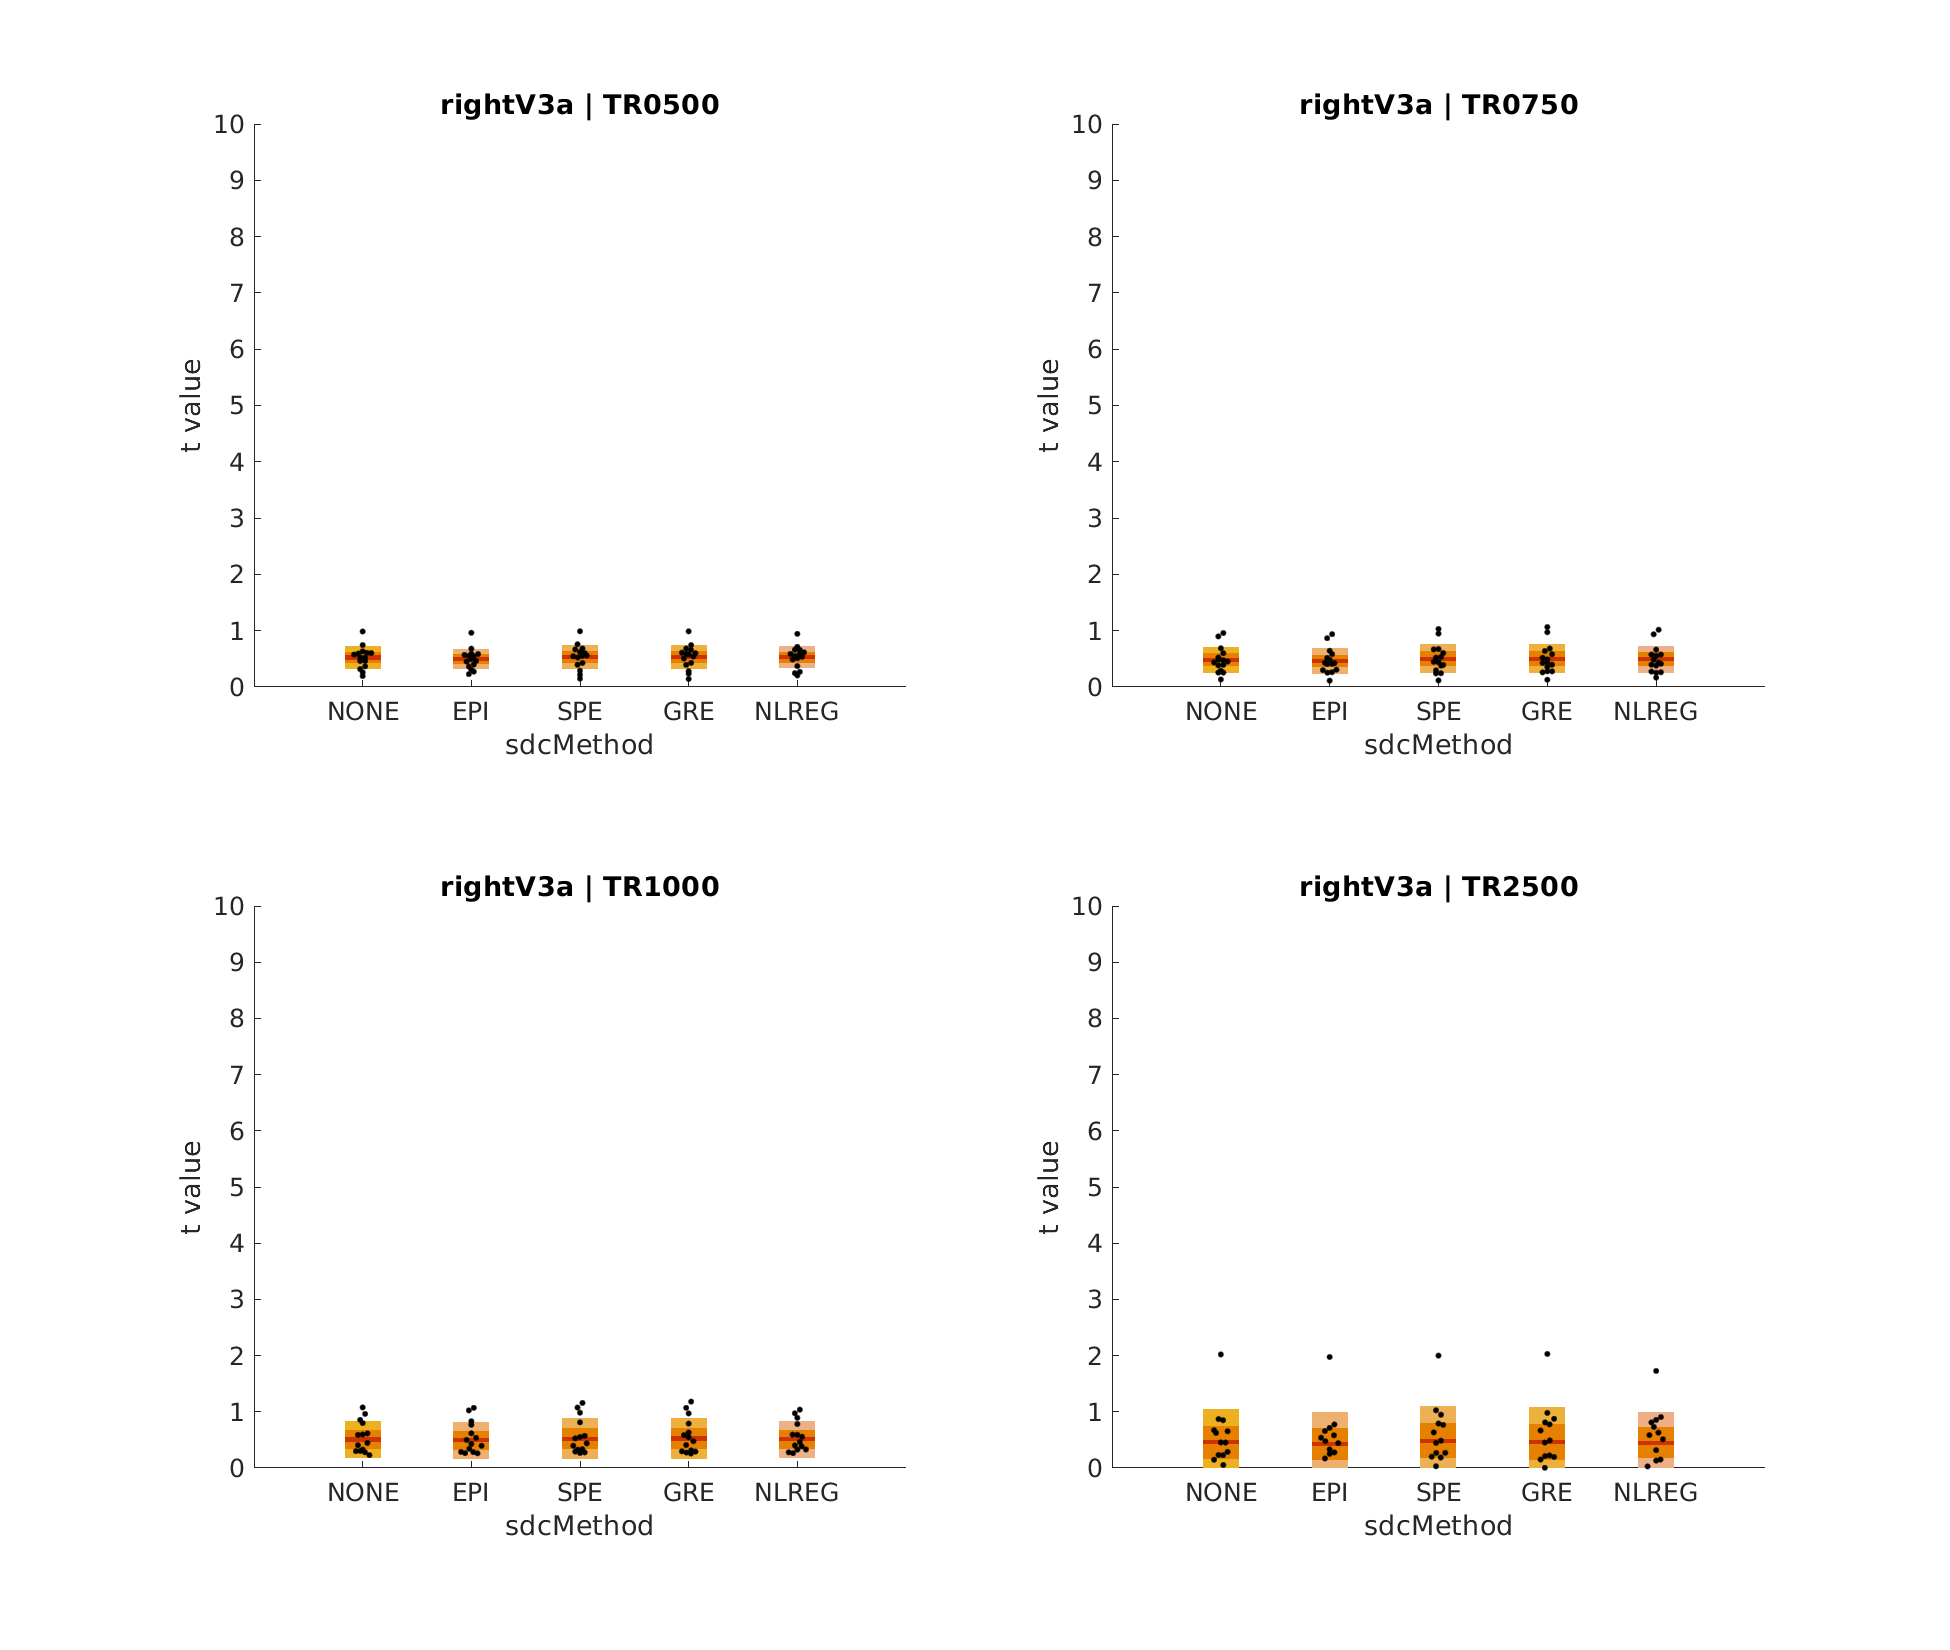 rightV3a | TR0500
10
9
8
7
6
5
4
3
2
1
0
t value
NONE EPI SPE GRE NLREG
sdcMethod
rightV3a | TR0750
10
9
8
7
6
5
4
3
2
1
0
t value
NONE EPI SPE GRE NLREG
sdcMethod
rightV3a | TR1000
10
9
8
7
6
5
4
3
2
1
0
t value
NONE EPI SPE GRE NLREG
sdcMethod
rightV3a | TR2500
10
9
8
7
6
5
4
3
2
1
0
t value
NONE EPI SPE GRE NLREG
sdcMethod